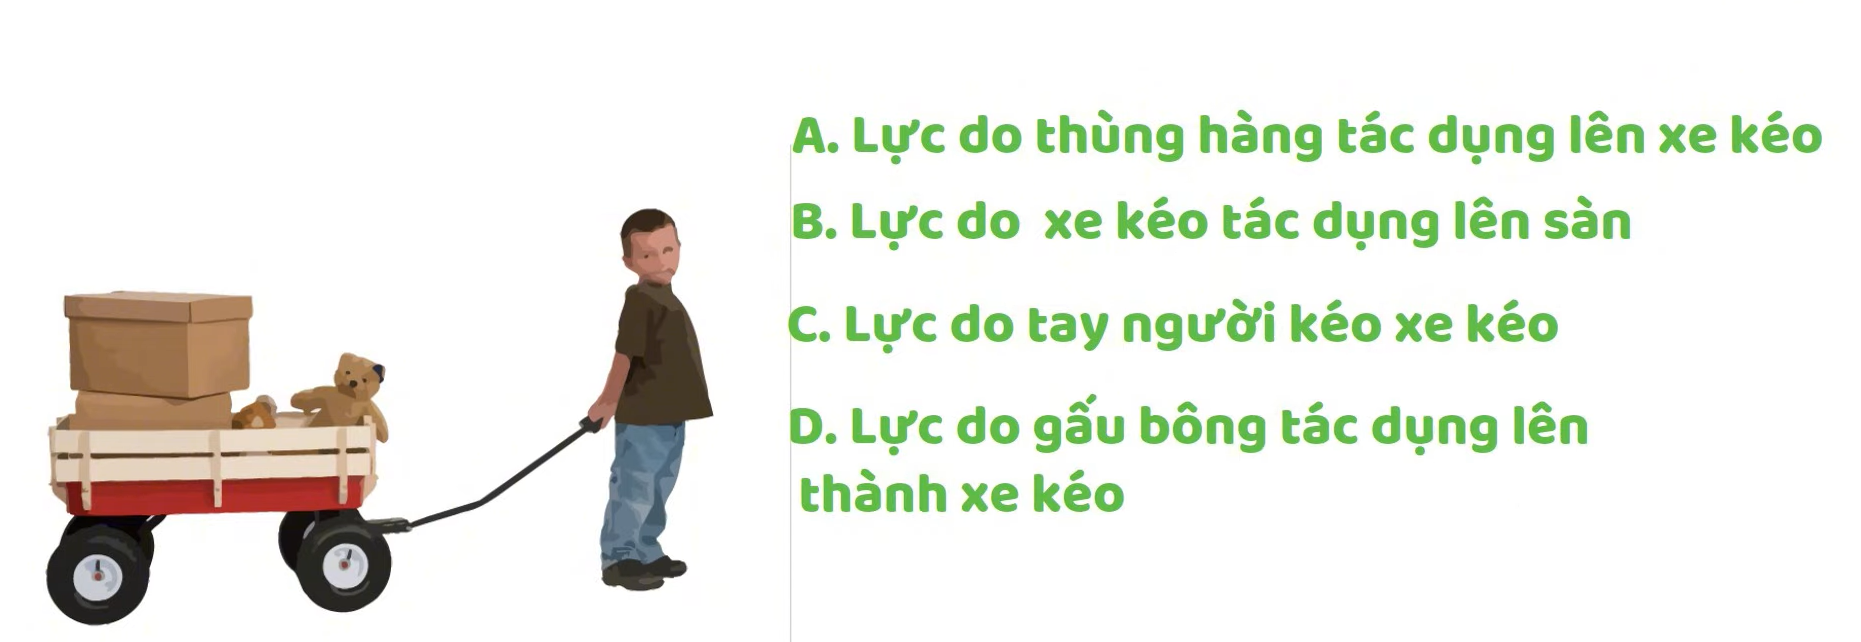 A. Lực do thùng hàng tác dụng lên xe kéo
B. Lực do xe kéo tác dụng lên sàn
C. Lực do tay người kéo xe kéo
D. Lực do gấu bông tác dụng lên
thành xe kéo